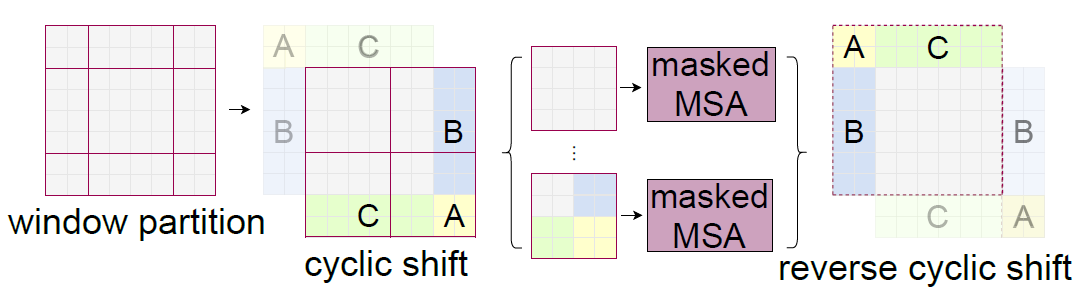 A C
B B
C A
window partition
cyclic shift
masked
MSA
...
masked
MSA
A C
B B
C A
reverse cyclic shift